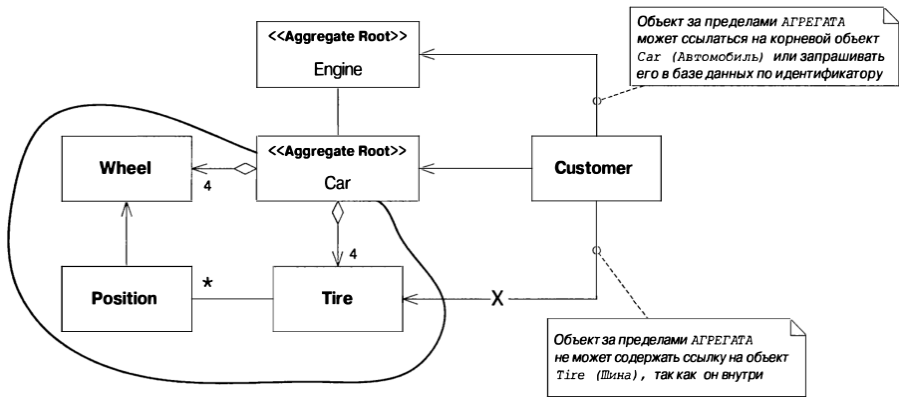 <<Aggregate Root>>
Engine
Объект за пределами АГРЕГАТА
может ссылаться на корневой объект
Car (Автомобиль) или запрашивать
его в базе данных по идентификатору
Wheel
4
<<Aggregate Root>>
Car
Customer
4
Position
*
Tire
X
Объект за пределами АГРЕГАТА
не может содержать ссылку на объект
Tire (Шина), так как он внутри